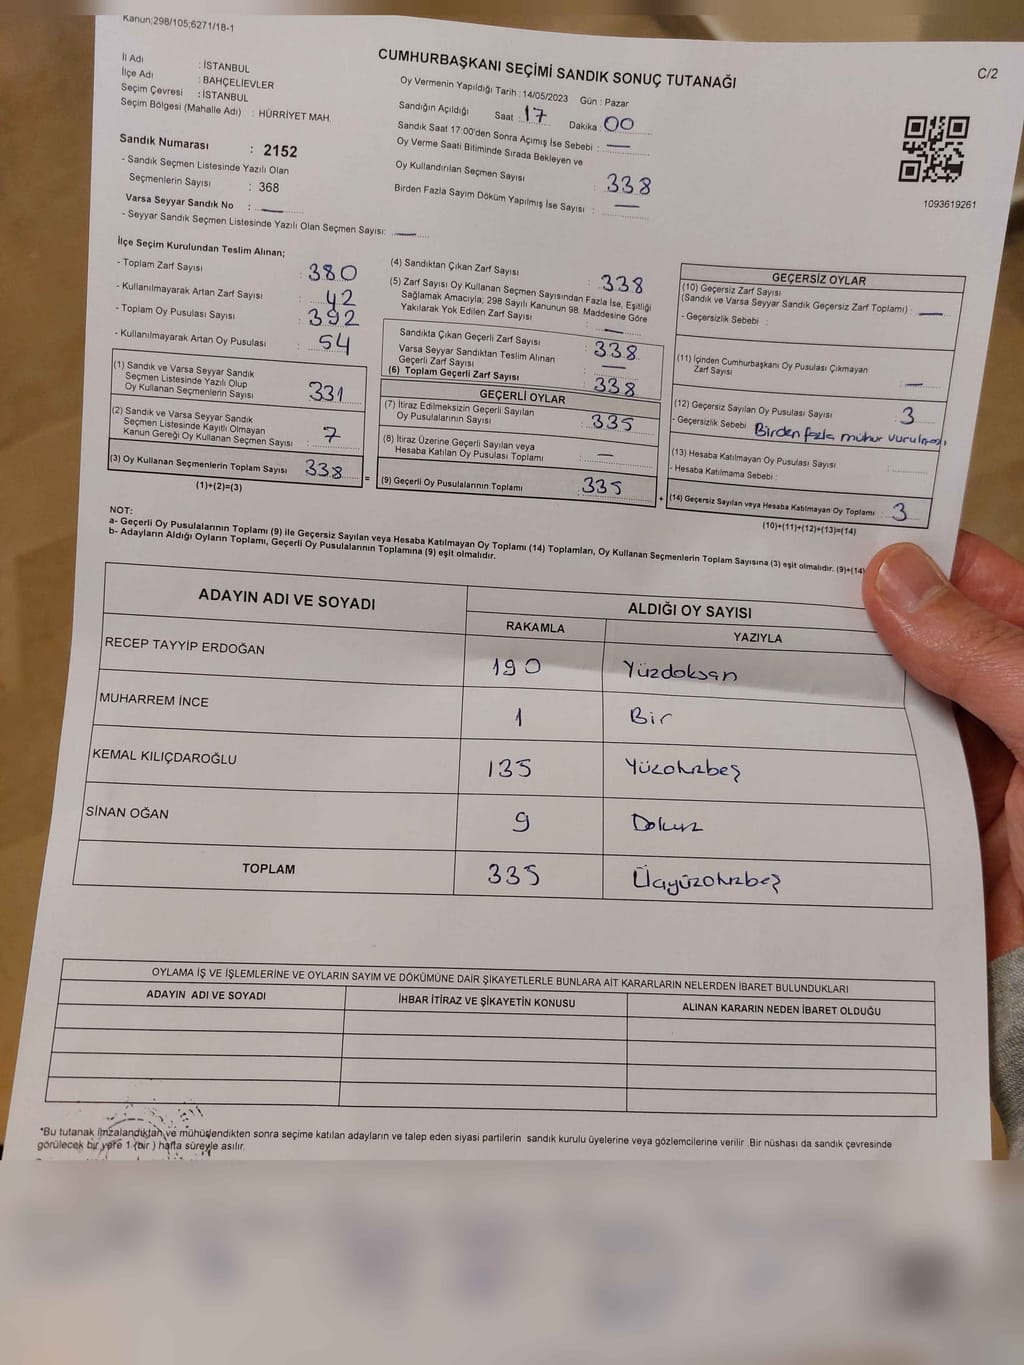 Kanun;298/105;6271/18-1
CUMHURBAŞKANI SEÇİMİ SANDIK SONUÇ TUTANAĞI
C/2
İl Adı : İSTANBUL
İlçe Adı : BAHÇELİEVLER
Seçim Çevresi : İSTANBUL
Seçim Bölgesi (Mahalle Adı) : HÜRRİYET MAH.
Sandık Numarası : 2152
- Sandık Seçmen Listesinde Yazılı Olan
Seçmenlerin Sayısı : 368
Varsa Seyyar Sandık No : —
- Seyyar Sandık Seçmen Listesinde Yazılı Olan Seçmen Sayısı: —
Oy Vermenin Yapıldığı Tarih : 14/05/2023 Gün : Pazar
Sandığın Açıldığı Saat : 17 Dakika : 00
Sandık Saat 17:00'den Sonra Açımış İse Sebebi : —
Oy Verme Saati Bitiminde Sırada Bekleyen ve
Oy Kullandırılan Seçmen Sayısı : 338
Birden Fazla Sayım Döküm Yapılmış İse Sayısı : —
1093619261
İlçe Seçim Kurulundan Teslim Alınan;
- Toplam Zarf Sayısı : 380
- Kullanılmayarak Artan Zarf Sayısı : 42
- Toplam Oy Pusulası Sayısı : 392
- Kullanılmayarak Artan Oy Pusulası : 54
(1) Sandık ve Varsa Seyyar Sandık
Seçmen Listesinde Yazılı Olup
Oy Kullanan Seçmenlerin Sayısı : 331
(2) Sandık ve Varsa Seyyar Sandık
Seçmen Listesinde Kayıtlı Olmayan
Kanun Gereği Oy Kullanan Seçmen Sayısı : 7
(3) Oy Kullanan Seçmenlerin Toplam Sayısı : 338
(1)+(2)=(3)
(4) Sandıktan Çıkan Zarf Sayısı : 338
(5) Zarf Sayısı Oy Kullanan Seçmen Sayısından Fazla İse, Eşitliği
Sağlamak Amacıyla; 298 Sayılı Kanunun 98. Maddesine Göre
Yakılarak Yok Edilen Zarf Sayısı : —
Sandıkta Çıkan Geçerli Zarf Sayısı : 338
Varsa Seyyar Sandıktan Teslim Alınan
Geçerli Zarf Sayısı : —
(6) Toplam Geçerli Zarf Sayısı : 338
GEÇERLİ OYLAR
(7) İtiraz Edilmeksizin Geçerli Sayılan
Oy Pusulalarının Sayısı : 335
(8) İtiraz Üzerine Geçerli Sayılan veya
Hesaba Katılan Oy Pusulası Toplamı : —
= (9) Geçerli Oy Pusulalarının Toplamı : 335
GEÇERSİZ OYLAR
(10) Geçersiz Zarf Sayısı
(Sandık ve Varsa Seyyar Sandık Geçersiz Zarf Toplamı) : —
- Geçersizlik Sebebi :
(11) İçinden Cumhurbaşkanı Oy Pusulası Çıkmayan
Zarf Sayısı : —
(12) Geçersiz Sayılan Oy Pusulası Sayısı : 3
- Geçersizlik Sebebi Birden fazla mühür vurulması
(13) Hesaba Katılmayan Oy Pusulası Sayısı :
- Hesaba Katılmama Sebebi :
+ (14) Geçersiz Sayılan veya Hesaba Katılmayan Oy Toplamı : 3
(10)+(11)+(12)+(13)=(14)
NOT:
a- Geçerli Oy Pusulalarının Toplamı (9) ile Geçersiz Sayılan veya Hesaba Katılmayan Oy Toplamı (14) Toplamları, Oy Kullanan Seçmenlerin Toplam Sayısına (3) eşit olmalıdır. (9)+(14)
b- Adayların Aldığı Oyların Toplamı, Geçerli Oy Pusulalarının Toplamına (9) eşit olmalıdır.
ADAYIN ADI VE SOYADI ALDIĞI OY SAYISI
RAKAMLA YAZIYLA
RECEP TAYYİP ERDOĞAN 190 Yüzdoksan
MUHARREM İNCE 1 Bir
KEMAL KILIÇDAROĞLU 135 Yüzotuzbeş
SİNAN OĞAN 9 Dokuz
TOPLAM 335 Üçyüzotuzbeş
OYLAMA İŞ VE İŞLEMLERİNE VE OYLARIN SAYIM VE DÖKÜMÜNE DAİR ŞİKAYETLERLE BUNLARA AİT KARARLARIN NELERDEN İBARET BULUNDUKLARI
ADAYIN ADI VE SOYADI İHBAR İTİRAZ VE ŞİKAYETİN KONUSU ALINAN KARARIN NEDEN İBARET OLDUĞU
*Bu tutanak imzalandıktan ve mühürlendikten sonra seçime katılan adayların ve talep eden siyasi partilerin sandık kurulu üyelerine veya gözlemcilerine verilir .Bir nüshası da sandık çevresinde
görülecek bir yere 1 (bir ) hafta süreyle asılır.